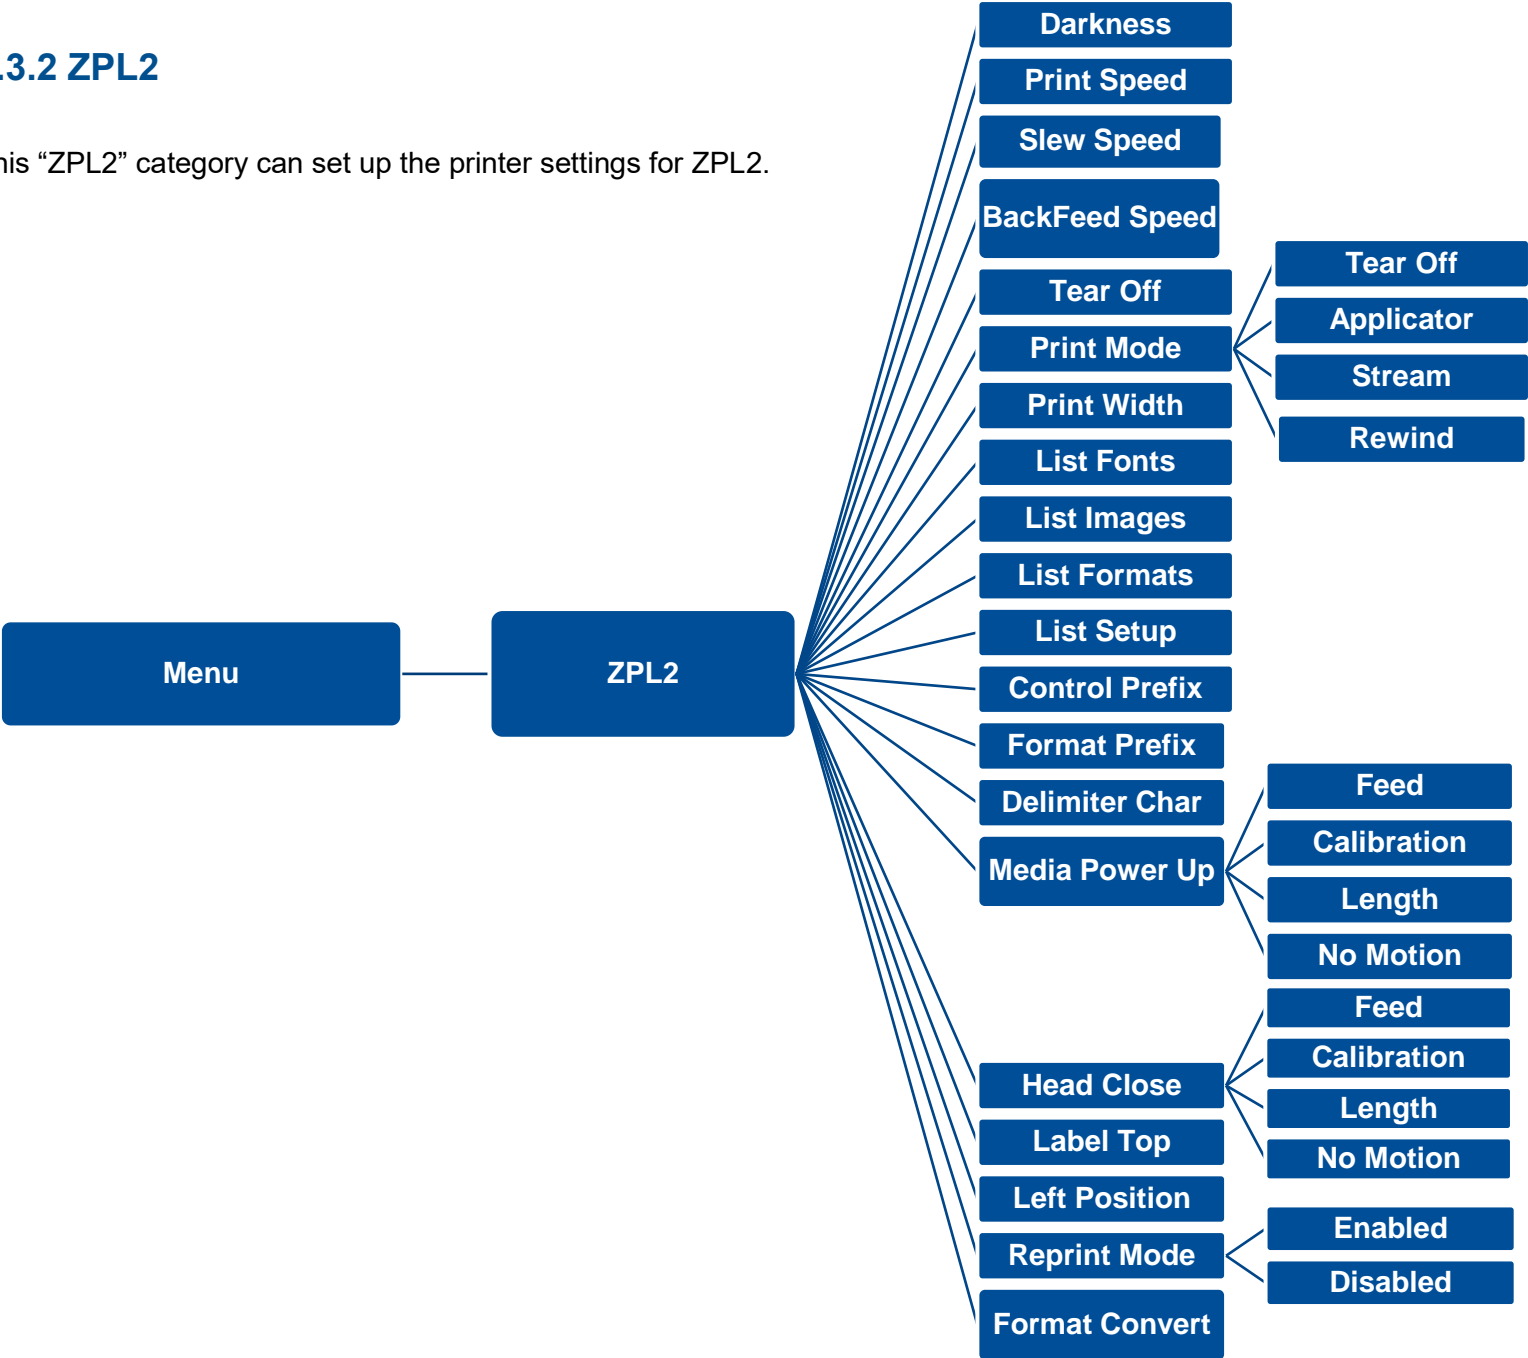 .3.2 ZPL2
his “ZPL2” category can set up the printer settings for ZPL2.
Menu
ZPL2
Darkness
Print Speed
Slew Speed
BackFeed Speed
Tear Off
Print Mode
Tear Off
Applicator
Stream
Rewind
Print Width
List Fonts
List Images
List Formats
List Setup
Control Prefix
Format Prefix
Delimiter Char
Media Power Up
Feed
Calibration
Length
No Motion
Head Close
Feed
Calibration
Length
No Motion
Label Top
Left Position
Reprint Mode
Enabled
Disabled
Format Convert